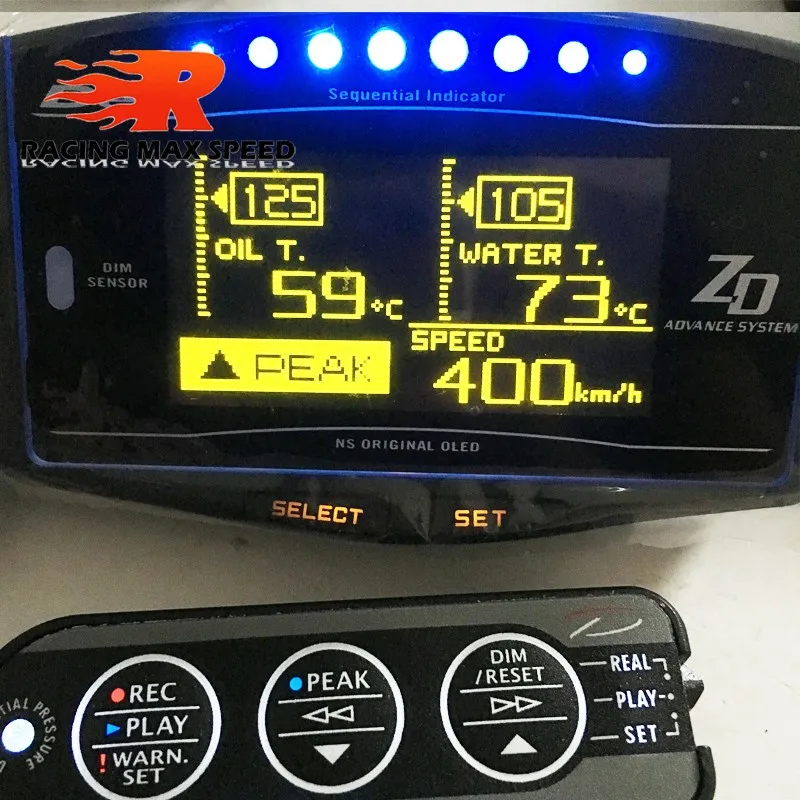 Sequential Indicator
R
RACING MAX SPEED
125
105
OIL T.
WATER T.
DIM
SENSOR
59°C
73°C
ZD
ADVANCE SYSTEM
SPEED
PEAK
400km/h
NS ORIGINAL OLED
SELECT SET
REC
PLAY
! WARN.
SET
PEAK
DIM
/RESET
REAL
PLAY
SET
PRESSURE